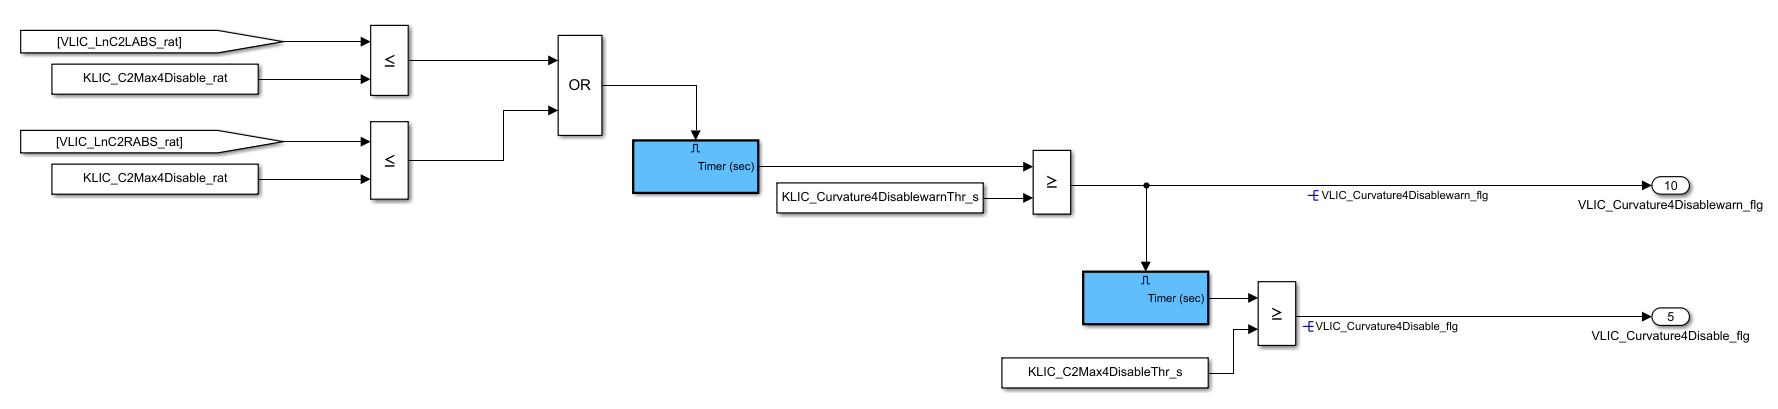 [VLIC_LnC2LABS_rat]
KLIC_C2Max4Disable_rat
≤
[VLIC_LnC2RABS_rat]
KLIC_C2Max4Disable_rat
≤
OR
Timer (sec)
KLIC_Curvature4DisablewarnThr_s
≥
VLIC_Curvature4Disablewarn_flg
10
VLIC_Curvature4Disablewarn_flg
Timer (sec)
KLIC_C2Max4DisableThr_s
≥
VLIC_Curvature4Disable_flg
5
VLIC_Curvature4Disable_flg